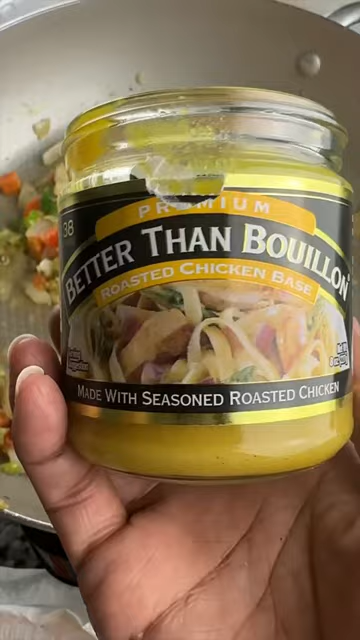 PREMIUM
38
BETTER THAN BOUILLON
ROASTED CHICKEN BASE
MADE WITH SEASONED ROASTED CHICKEN